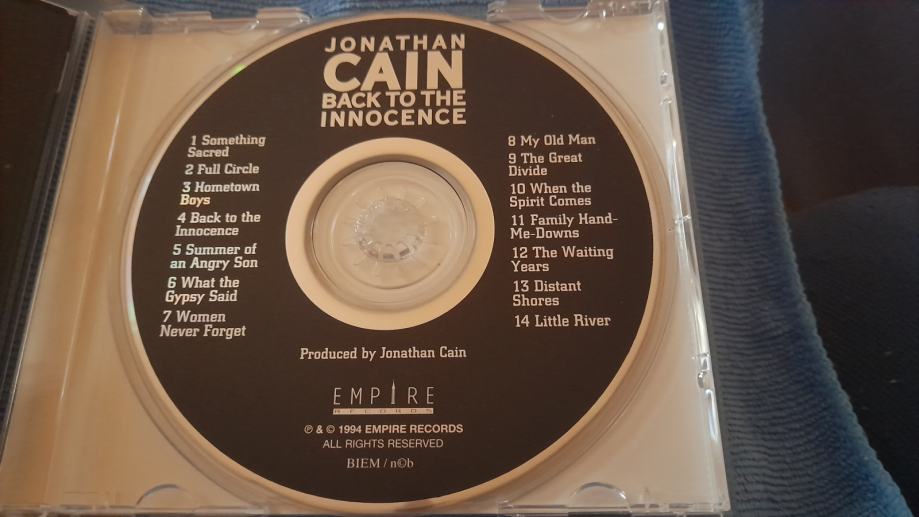 JONATHAN
CAIN
BACK TO THE
INNOCENCE
1 Something
Sacred
2 Full Circle
3 Hometown
Boys
4 Back to the
Innocence
5 Summer of
an Angry Son
6 What the
Gypsy Said
7 Women
Never Forget
8 My Old Man
9 The Great
Divide
10 When the
Spirit Comes
11 Family Hand-
Me-Downs
12 The Waiting
Years
13 Distant
Shores
14 Little River
Produced by Jonathan Cain
EMPIRE
RECORDS
℗ & © 1994 EMPIRE RECORDS
ALL RIGHTS RESERVED
BIEM / n©b